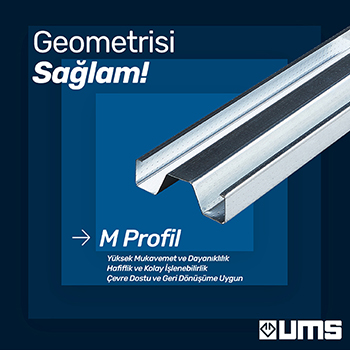 Geometrisi
Sağlam!
M Profil
Yüksek Mukavemet ve Dayanıklılık
Hafiflik ve Kolay İşlenebilirlik
Çevre Dostu ve Geri Dönüşüme Uygun
UMS